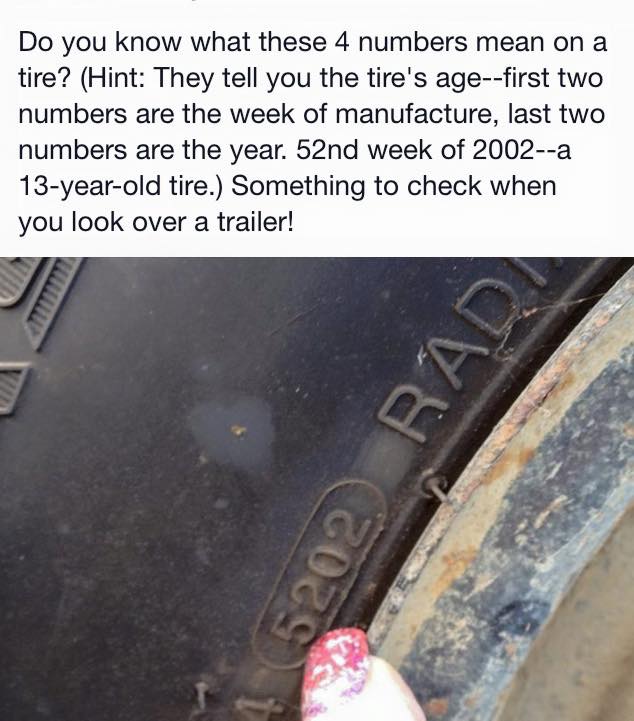 Do you know what these 4 numbers mean on a
tire? (Hint: They tell you the tire's age--first two
numbers are the week of manufacture, last two
numbers are the year. 52nd week of 2002--a
13-year-old tire.) Something to check when
you look over a trailer!
RADI
5202